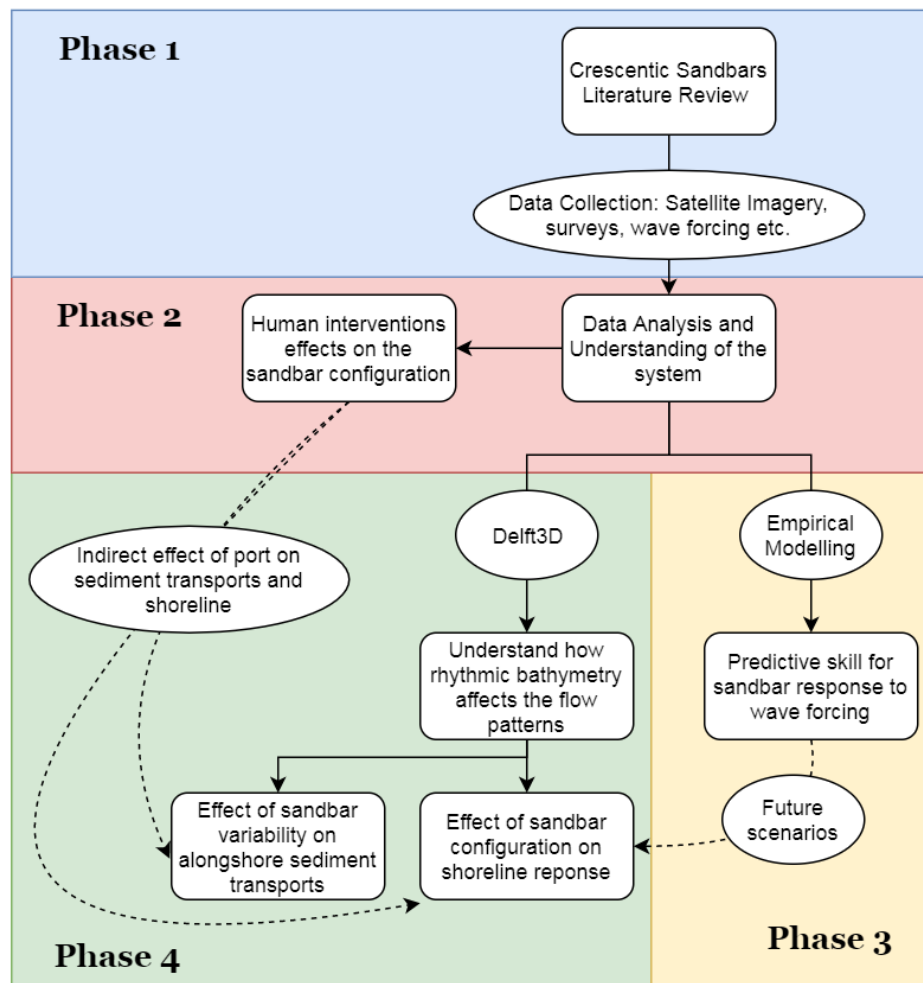 Phase 1
Crescentic Sandbars
Literature Review
Data Collection: Satellite Imagery,
surveys, wave forcing etc.
Phase 2
Human interventions
effects on the
sandbar configuration
Data Analysis and
Understanding of the
system
Indirect effect of port on
sediment transports and
shoreline
Delft3D
Empirical
Modelling
Understand how
rhythmic bathymetry
affects the flow
patterns
Predictive skill for
sandbar response to
wave forcing
Effect of sandbar
variability on
alongshore sediment
transports
Effect of sandbar
configuration on
shoreline reponse
Future
scenarios
Phase 3
Phase 4